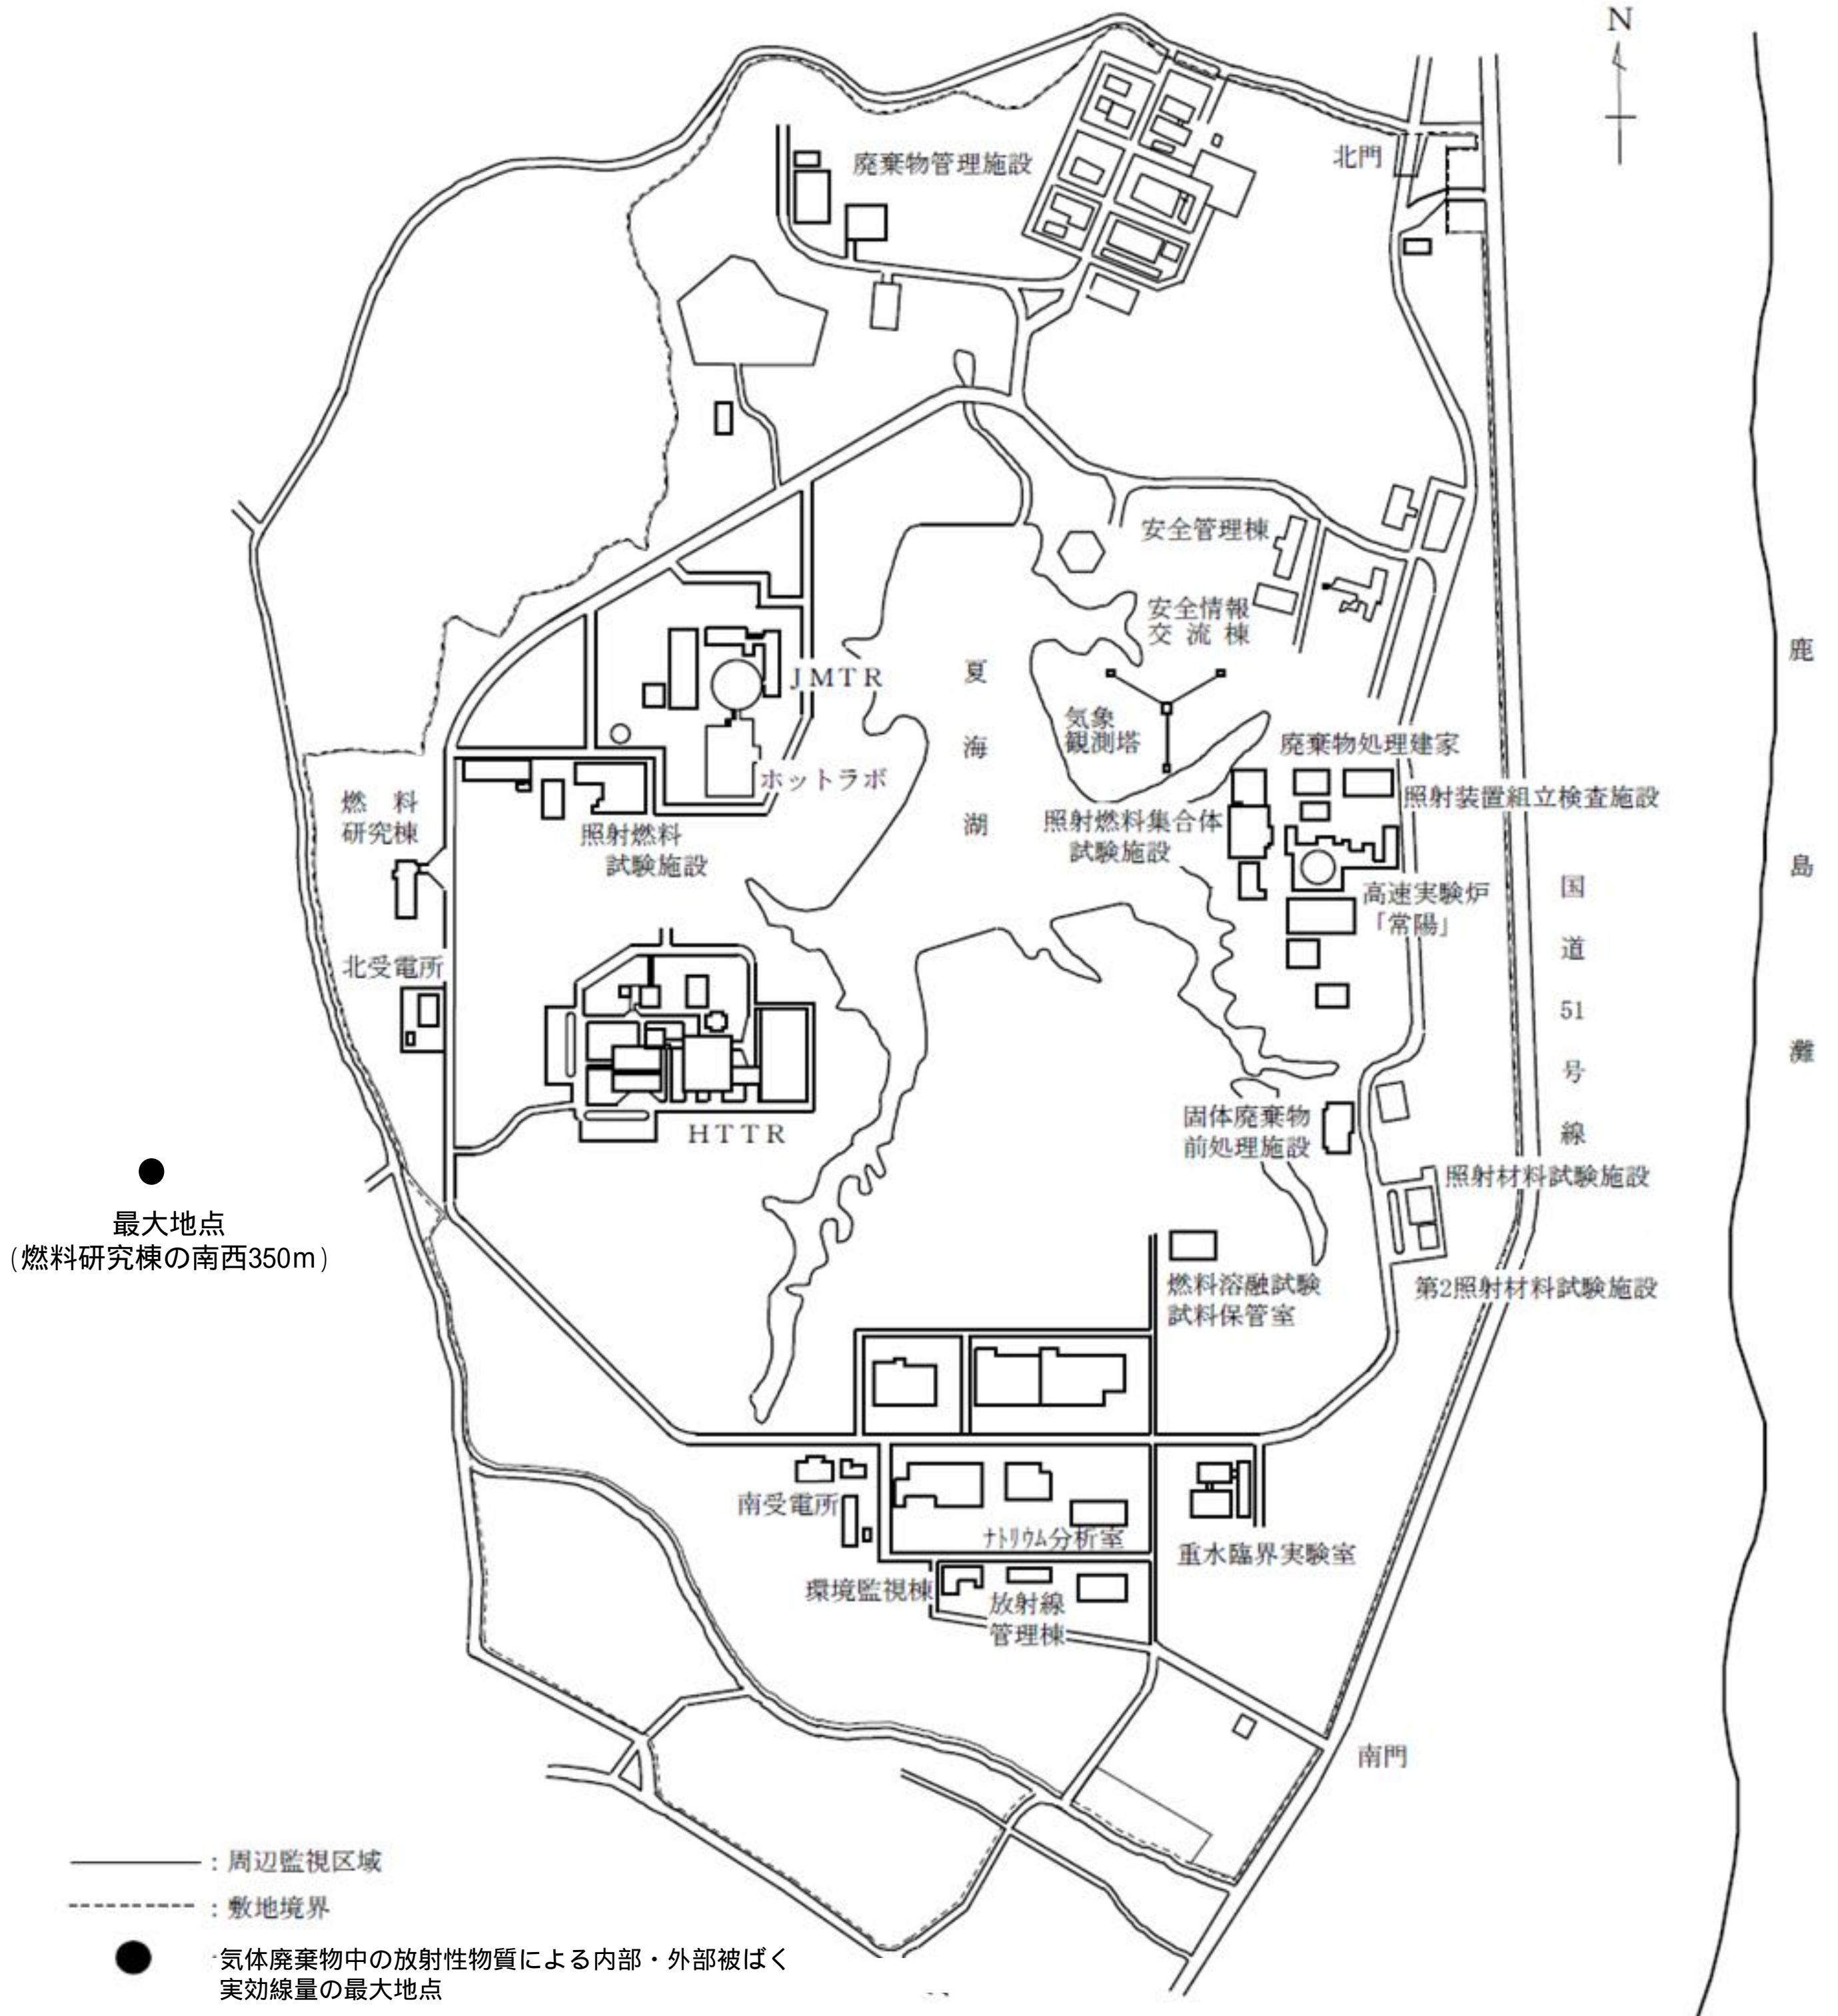 N
廃棄物管理施設
北門
安全管理棟
安全情報
交流棟
鹿島灘
JMTR
夏海湖
気象
観測塔
廃棄物処理建家
ホットラボ
照射装置組立検査施設
燃料
研究棟
照射燃料
試験施設
照射燃料集合体
試験施設
高速実験炉
「常陽」
国道51号線
北受電所
HTTR
固体廃棄物
前処理施設
照射材料試験施設
最大地点
(燃料研究棟の南西350m)
燃料溶融試験
試料保管室
第2照射材料試験施設
南受電所
ナトリウム分析室
重水臨界実験室
環境監視棟
放射線
管理棟
南門
:周辺監視区域
:敷地境界
気体廃棄物中の放射性物質による内部・外部被ばく
実効線量の最大地点